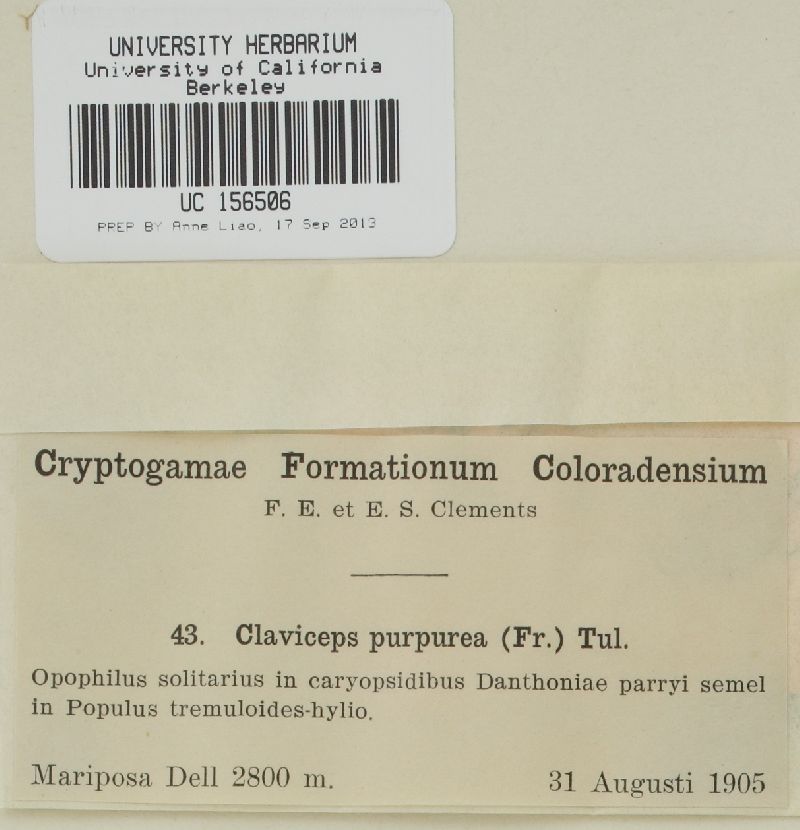 UNIVERSITY HERBARIUM
University of California
Berkeley
UC 156506
PREP BY Anne Liao, 17 Sep 2013
Cryptogamae Formationum Coloradensium
F. E. et E. S. Clements
43. Claviceps purpurea (Fr.) Tul.
Opophilus solitarius in caryopsidibus Danthoniae parryi semel
in Populus tremuloides-hylio.
Mariposa Dell 2800 m. 31 Augusti 1905